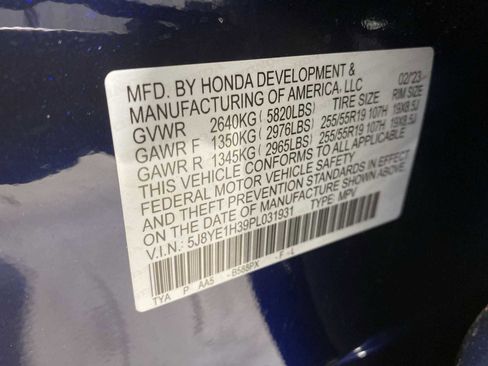 MFD. BY HONDA DEVELOPMENT & 02/23
MANUFACTURING OF AMERICA, LLC
GVWR 2640KG (5820LBS) TIRE SIZE RIM SIZE
GAWR F 1350KG (2976LBS) 255/55R19 107H 19X8.5J
GAWR R 1345KG (2965LBS) 255/55R19 107H 19X8.5J
THIS VEHICLE CONFORMS TO ALL APPLICABLE
FEDERAL MOTOR VEHICLE SAFETY
AND THEFT PREVENTION STANDARDS IN EFFECT
ON THE DATE OF MANUFACTURE SHOWN ABOVE.
V.I.N.: 5J8YE1H39PL031931 TYPE: MPV
TYA P AA5 -B588PX -F -L